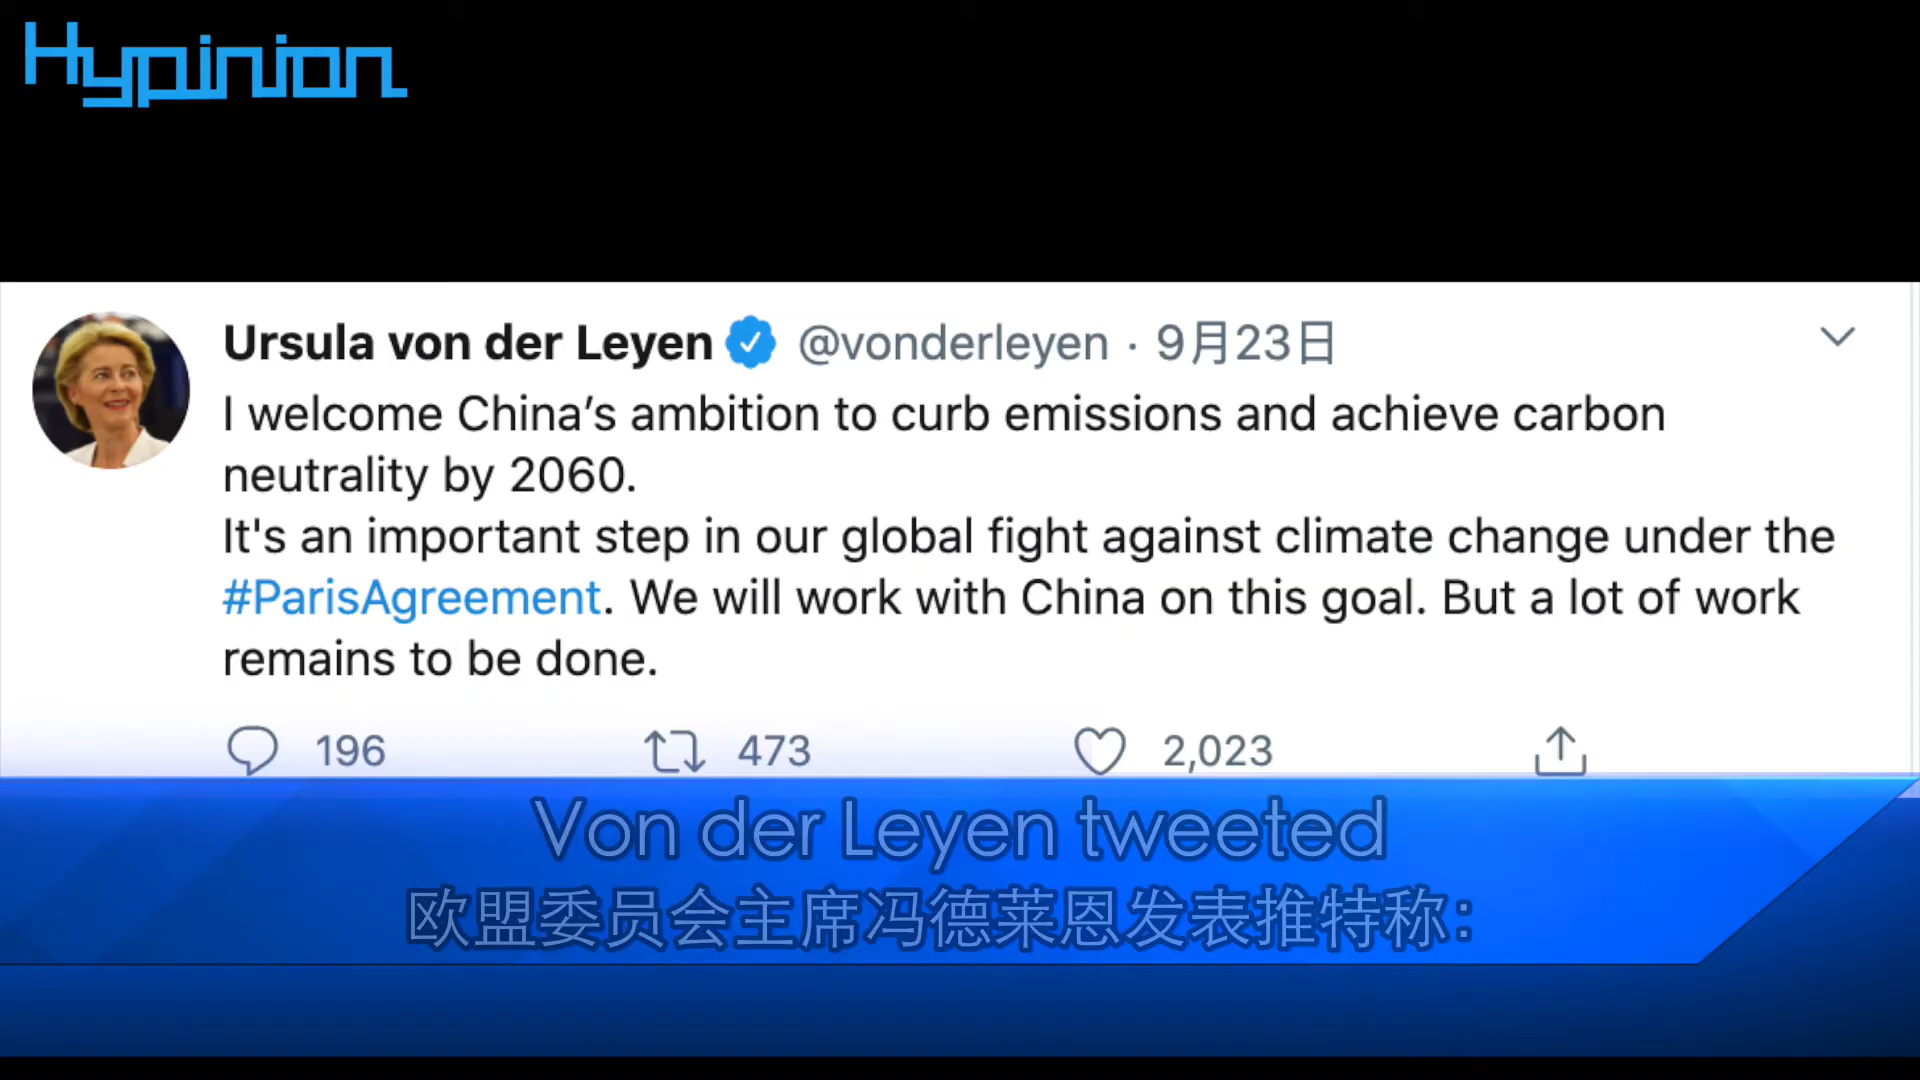 Hypinion
Ursula von der Leyen @vonderleyen · 9月23日
I welcome China’s ambition to curb emissions and achieve carbon
neutrality by 2060.
It's an important step in our global fight against climate change under the
#ParisAgreement. We will work with China on this goal. But a lot of work
remains to be done.
196 473 2,023
Von der Leyen tweeted
欧盟委员会主席冯德莱恩发表推特称：